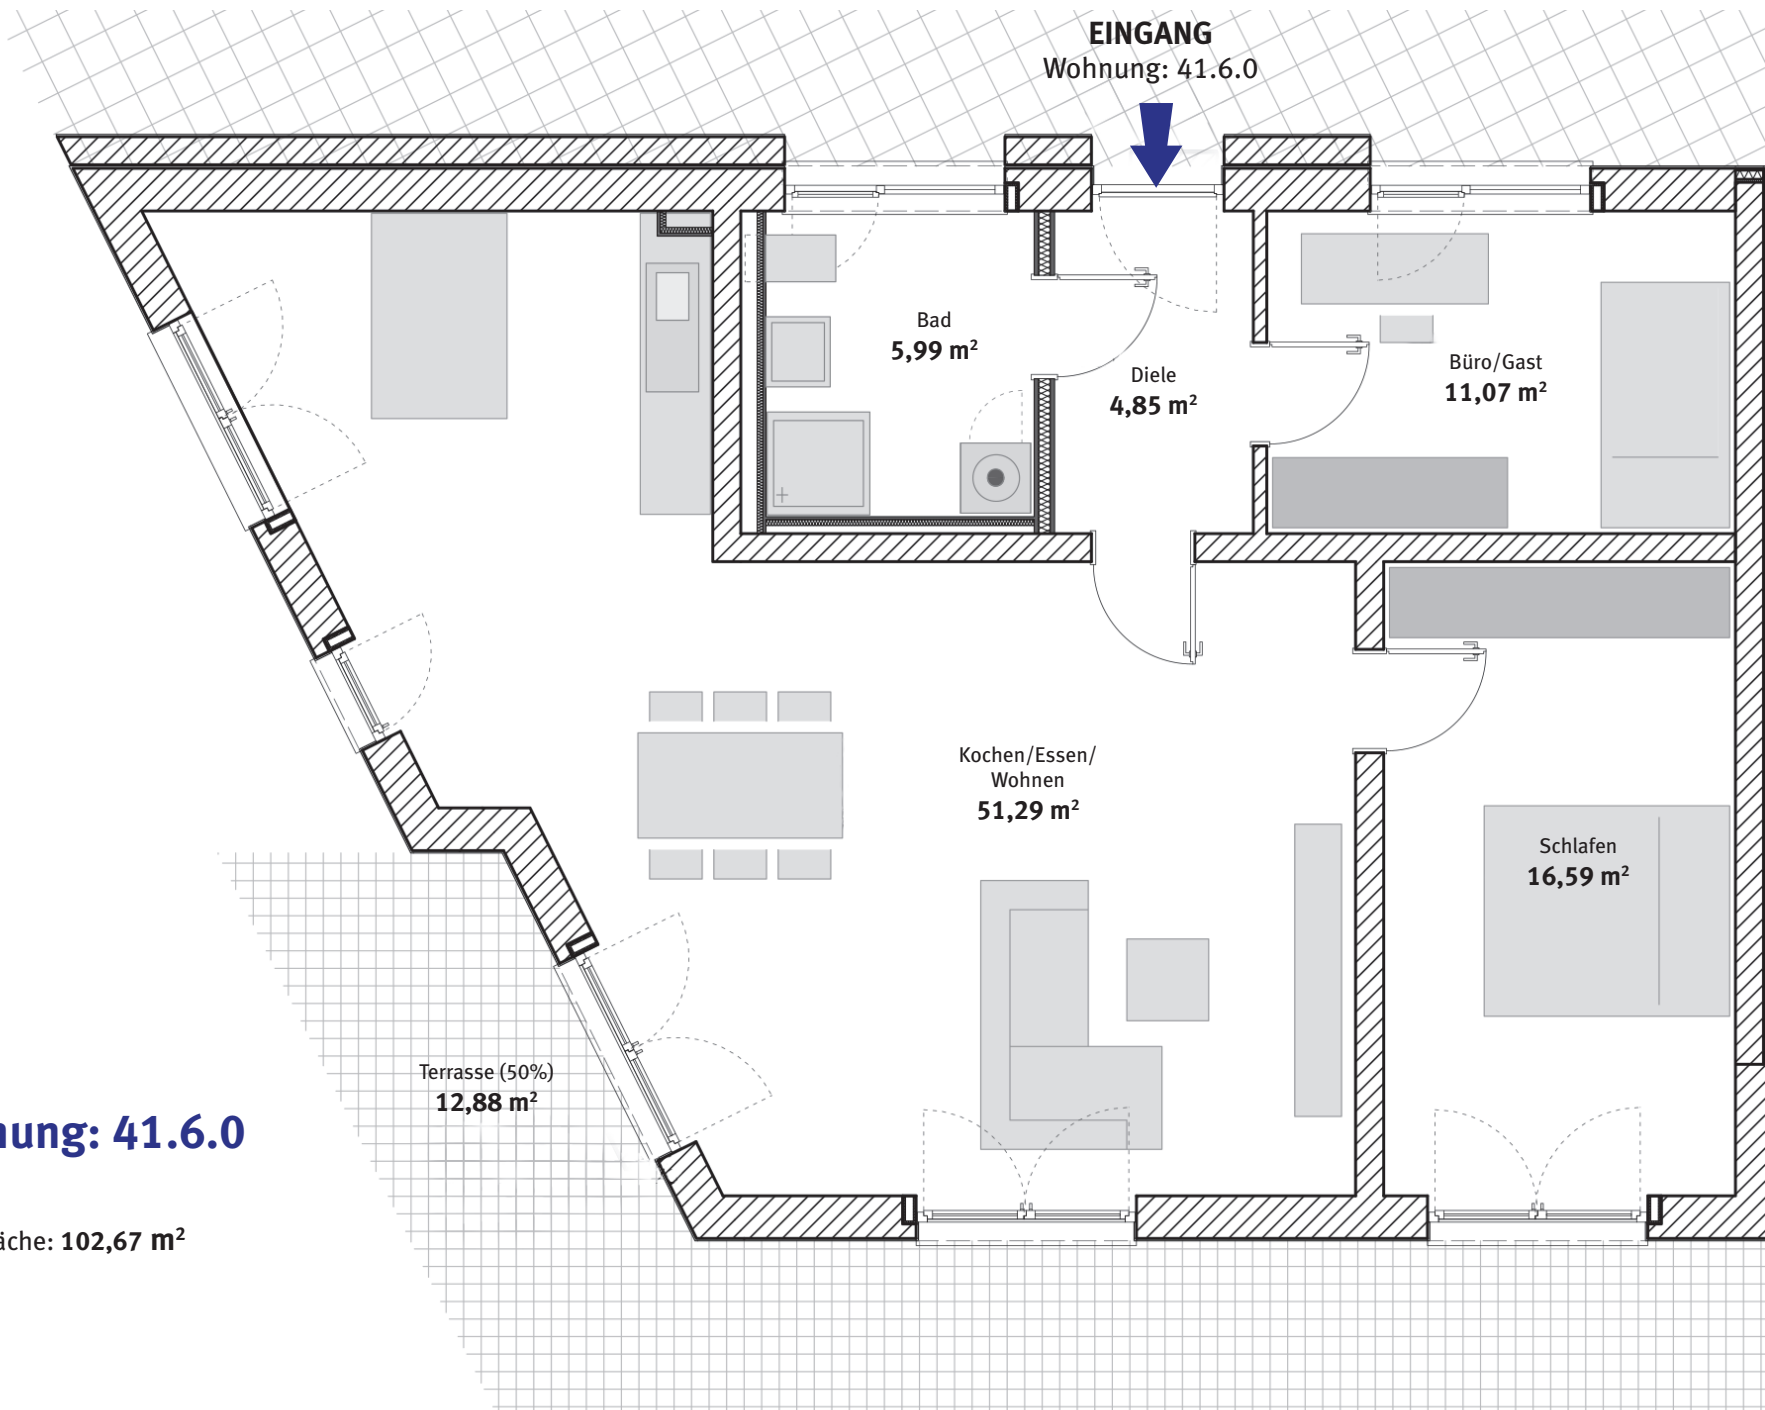 EINGANG
Wohnung: 41.6.0
Bad
5,99 m²
Diele
4,85 m²
Büro/Gast
11,07 m²
Kochen/Essen/
Wohnen
51,29 m²
Schlafen
16,59 m²
Terrasse (50%)
12,88 m²
nung: 41.6.0
äche: 102,67 m²